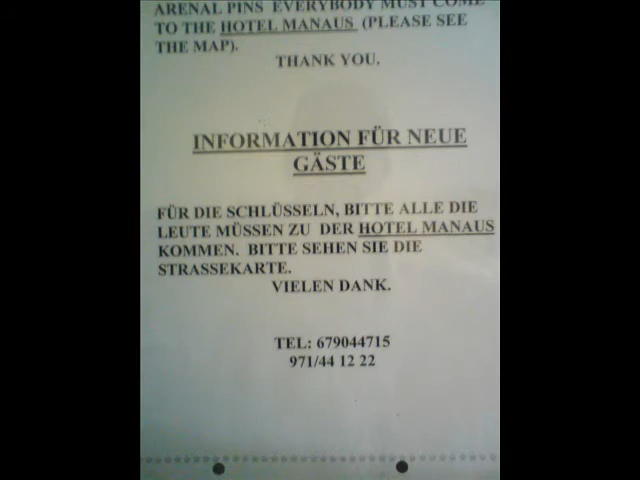 ARENAL PINS EVERYBODY MUST COME
TO THE HOTEL MANAUS (PLEASE SEE
THE MAP).
THANK YOU.
INFORMATION FÜR NEUE
GÄSTE
FÜR DIE SCHLÜSSELN, BITTE ALLE DIE
LEUTE MÜSSEN ZU DER HOTEL MANAUS
KOMMEN. BITTE SEHEN SIE DIE
STRASSEKARTE.
VIELEN DANK.
TEL: 679044715
971/44 12 22